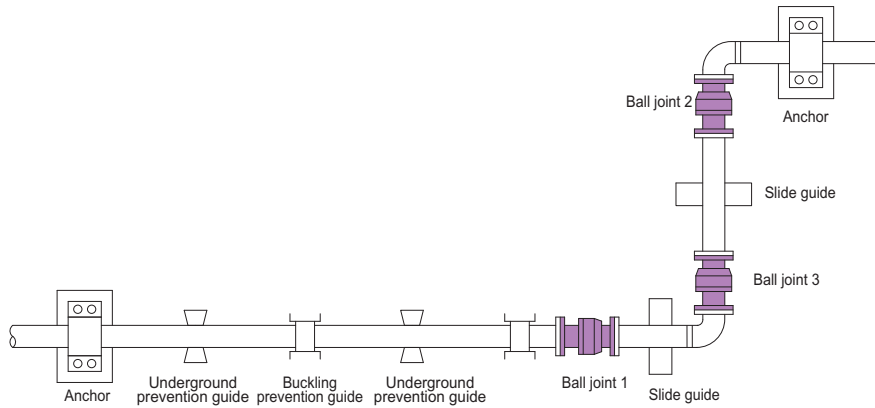 Ball joint 2
Anchor
Slide guide
Ball joint 3
Anchor
Underground
prevention guide
Buckling
prevention guide
Underground
prevention guide
Ball joint 1
Slide guide